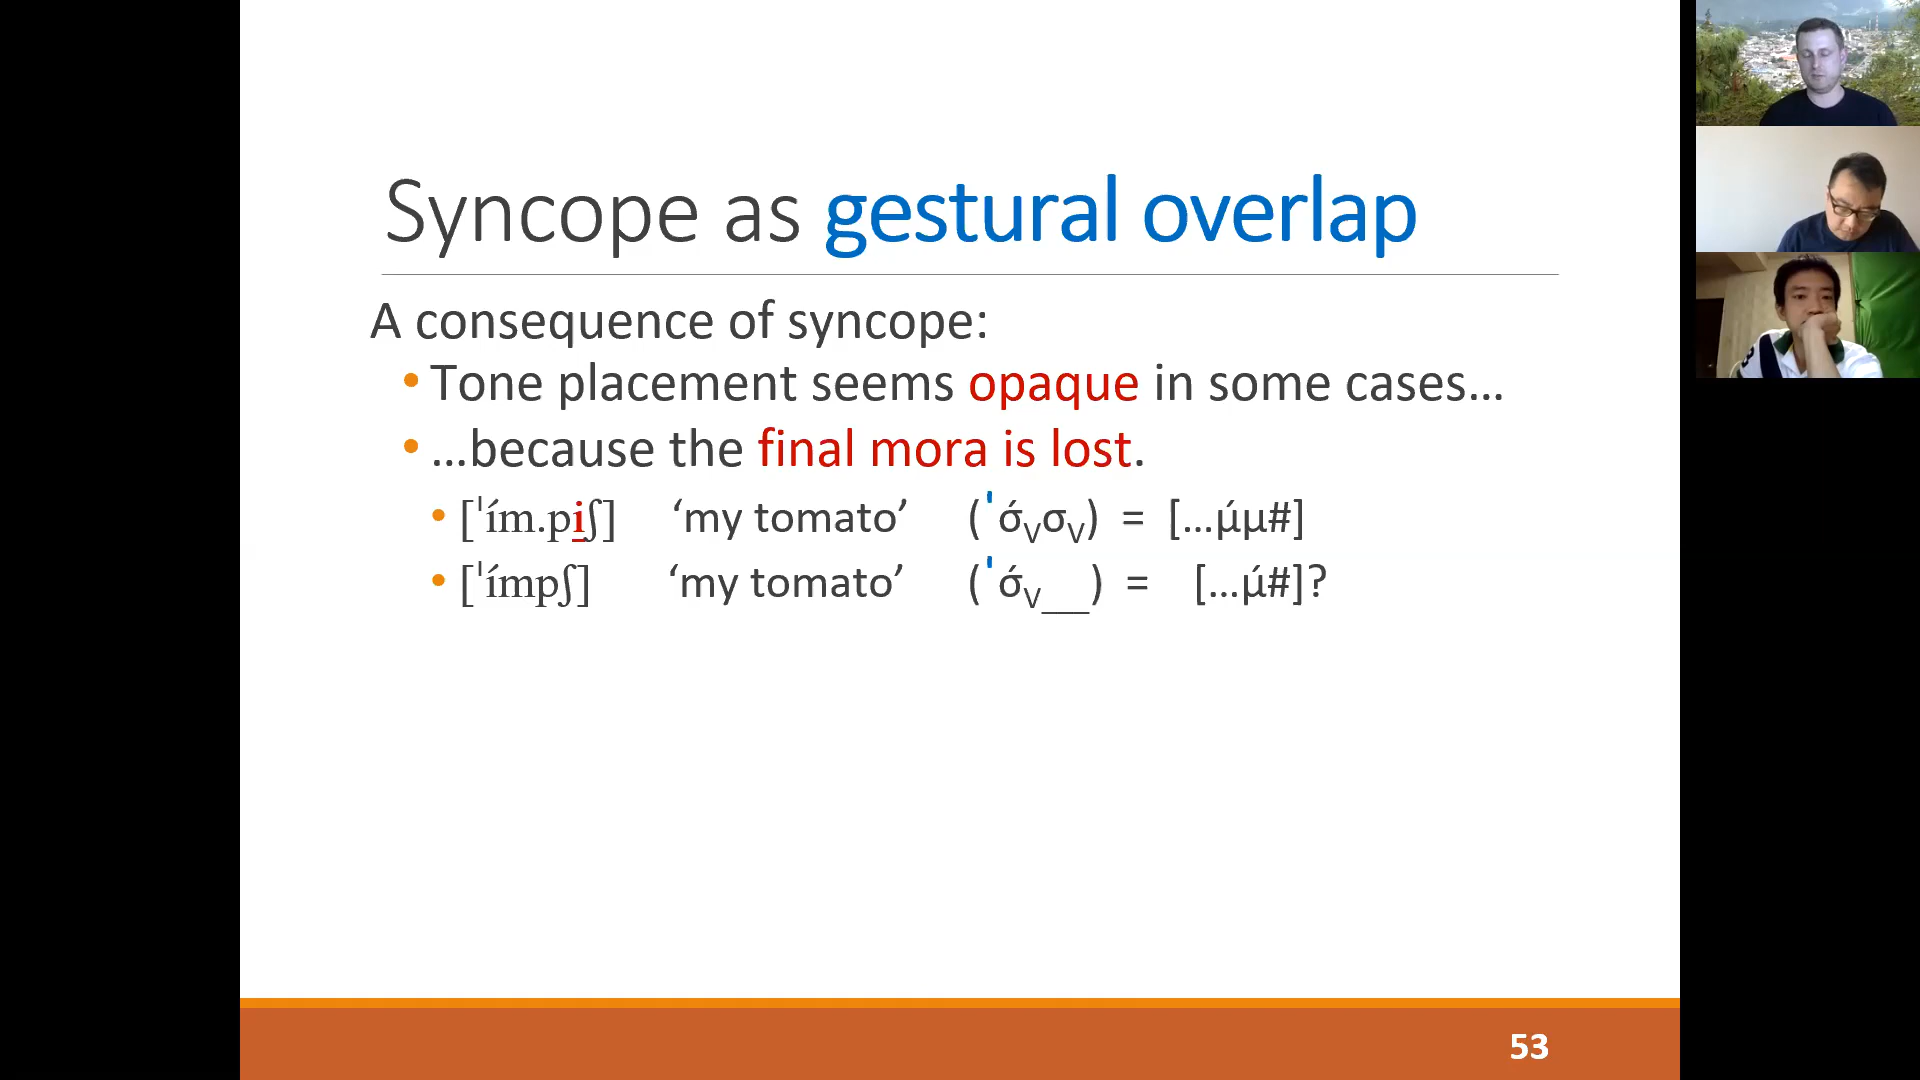 Syncope as gestural overlap
A consequence of syncope:
• Tone placement seems opaque in some cases…
• …because the final mora is lost.
• [ˈím.piʃ] ‘my tomato’ (ˈσ́VσV) = […μ́μ#]
• [ˈímpʃ] ‘my tomato’ (ˈσ́V__) = […μ́#]?
53